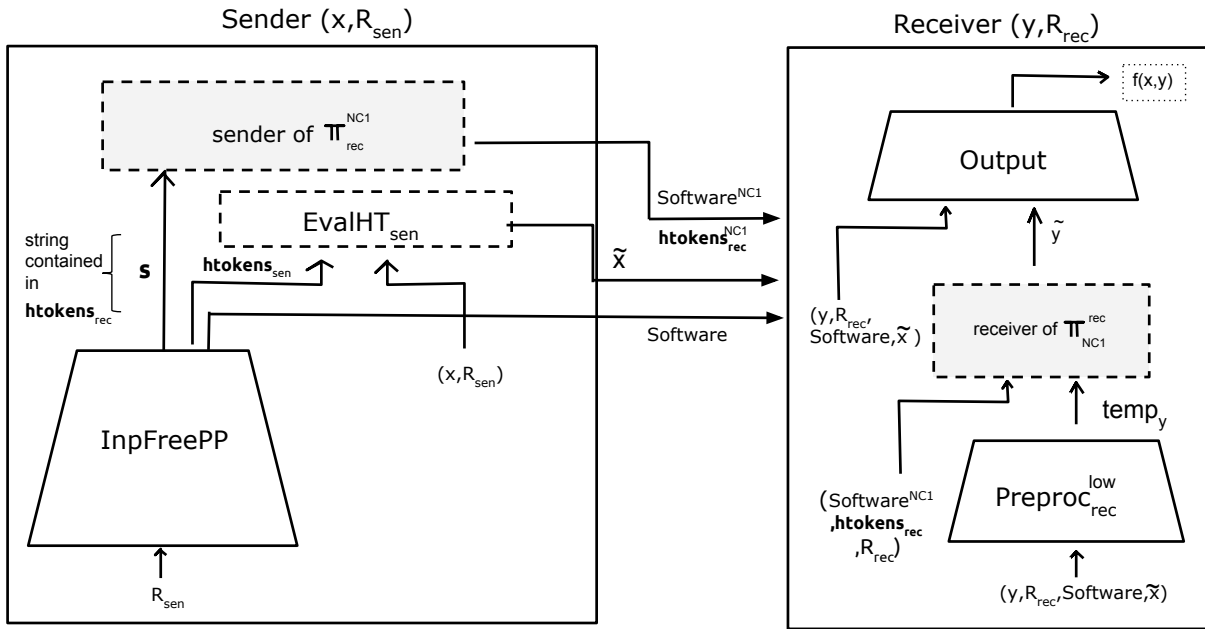 Sender (x,R_sen)
sender of π_rec^NC1
EvalHT_sen
string
contained
in
htokens_rec
s
htokens_sen
(x,R_sen)
InpFreePP
R_sen
Software^NC1
htokens_rec^NC1
x̃
Software
Receiver (y,R_rec)
f(x,y)
Output
ỹ
(y,R_rec,
Software,x̃ )
receiver of π_NC1^rec
temp_y
(Software^NC1
,htokens_rec
,R_rec)
Preproc_rec^low
(y,R_rec,Software,x̃)